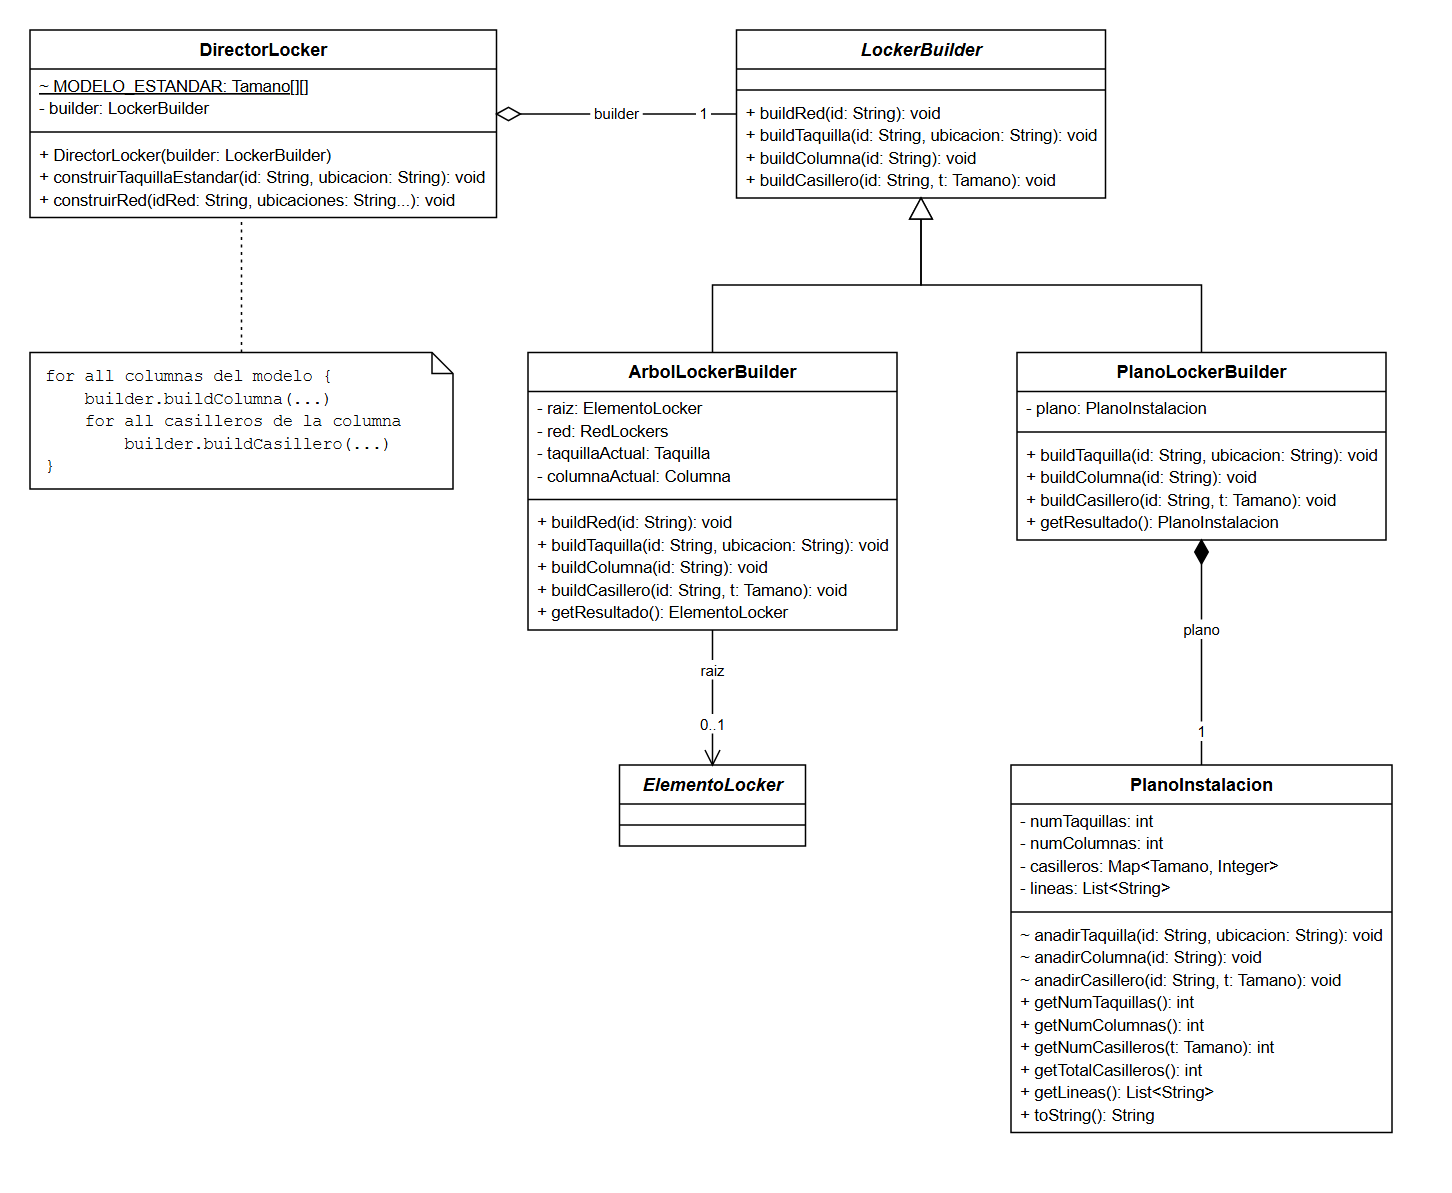 DirectorLocker
~ MODELO_ESTANDAR: Tamano[][]
- builder: LockerBuilder
+ DirectorLocker(builder: LockerBuilder)
+ construirTaquillaEstandar(id: String, ubicacion: String): void
+ construirRed(idRed: String, ubicaciones: String...): void
builder
1
LockerBuilder
+ buildRed(id: String): void
+ buildTaquilla(id: String, ubicacion: String): void
+ buildColumna(id: String): void
+ buildCasillero(id: String, t: Tamano): void
for all columnas del modelo {
    builder.buildColumna(...)
    for all casilleros de la columna
        builder.buildCasillero(...)
}
ArbolLockerBuilder
- raiz: ElementoLocker
- red: RedLockers
- taquillaActual: Taquilla
- columnaActual: Columna
+ buildRed(id: String): void
+ buildTaquilla(id: String, ubicacion: String): void
+ buildColumna(id: String): void
+ buildCasillero(id: String, t: Tamano): void
+ getResultado(): ElementoLocker
PlanoLockerBuilder
- plano: PlanoInstalacion
+ buildTaquilla(id: String, ubicacion: String): void
+ buildColumna(id: String): void
+ buildCasillero(id: String, t: Tamano): void
+ getResultado(): PlanoInstalacion
raiz
0..1
ElementoLocker
plano
1
PlanoInstalacion
- numTaquillas: int
- numColumnas: int
- casilleros: Map<Tamano, Integer>
- lineas: List<String>
~ anadirTaquilla(id: String, ubicacion: String): void
~ anadirColumna(id: String): void
~ anadirCasillero(id: String, t: Tamano): void
+ getNumTaquillas(): int
+ getNumColumnas(): int
+ getNumCasilleros(t: Tamano): int
+ getTotalCasilleros(): int
+ getLineas(): List<String>
+ toString(): String